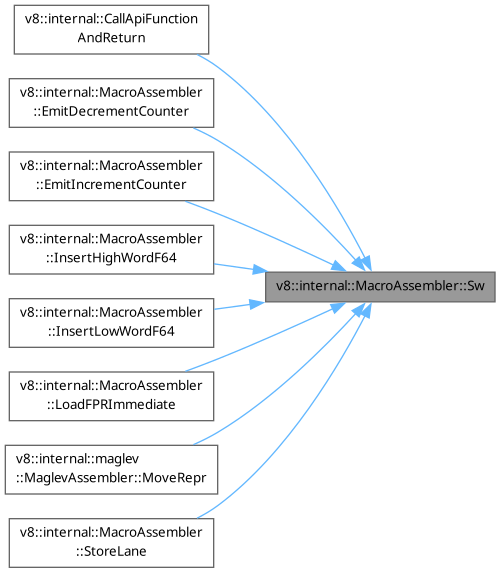 v8::internal::CallApiFunction
AndReturn
v8::internal::MacroAssembler
::EmitDecrementCounter
v8::internal::MacroAssembler
::EmitIncrementCounter
v8::internal::MacroAssembler
::InsertHighWordF64
v8::internal::MacroAssembler::Sw
v8::internal::MacroAssembler
::InsertLowWordF64
v8::internal::MacroAssembler
::LoadFPRImmediate
v8::internal::maglev
::MaglevAssembler::MoveRepr
v8::internal::MacroAssembler
::StoreLane